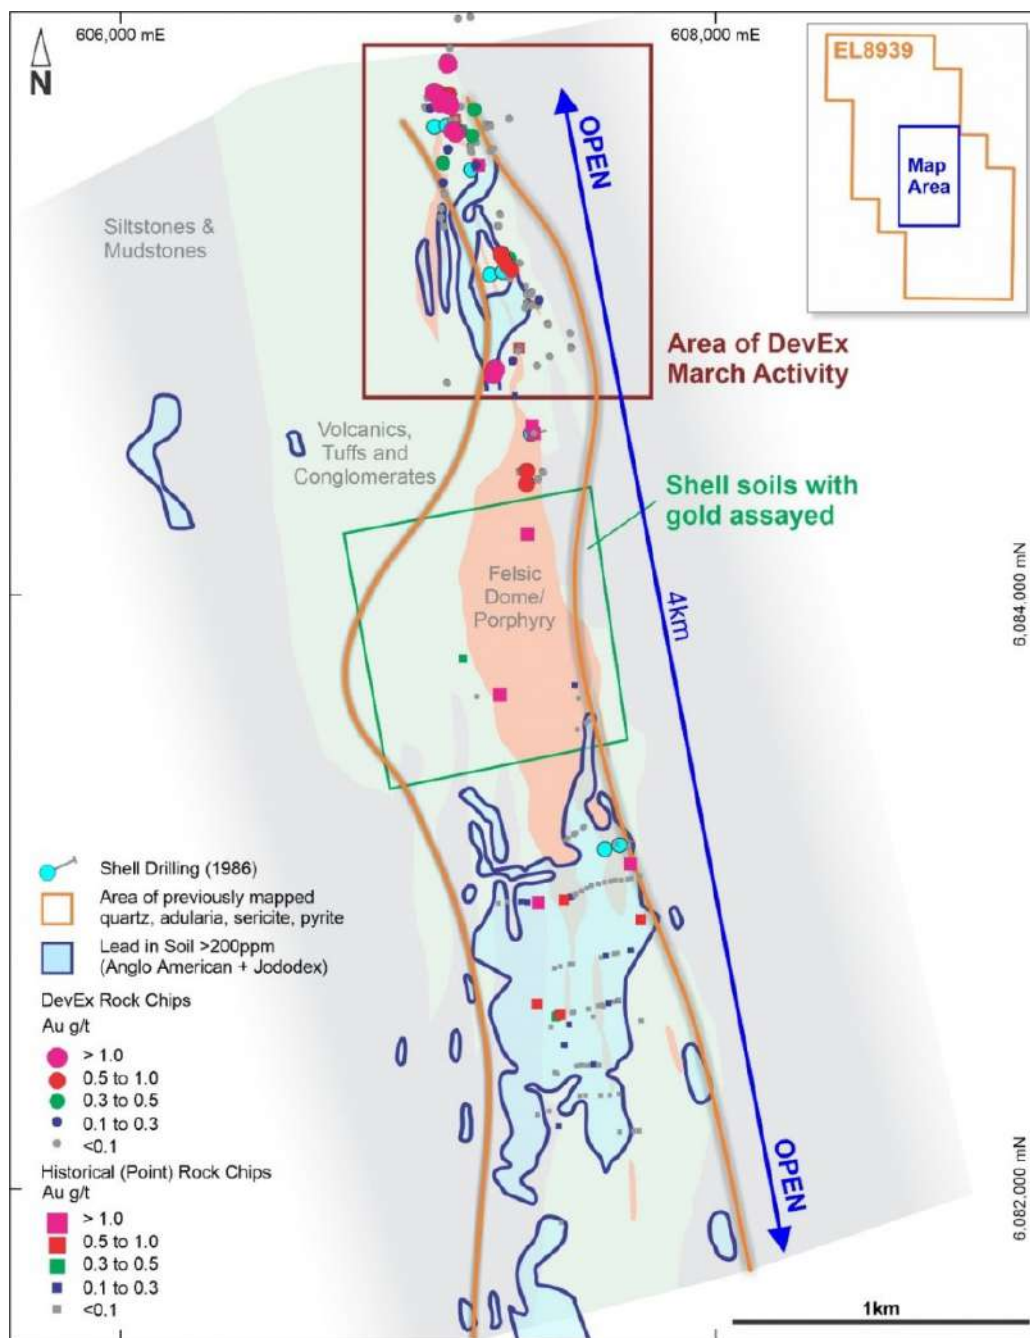 606,000 mE
608,000 mE
N
EL8939
Map
Area
OPEN
Siltstones &
Mudstones
Area of DevEx
March Activity
Volcanics,
Tuffs and
Conglomerates
Shell soils with
gold assayed
Felsic
Dome/
Porphyry
4km
6,084,000 mN
Shell Drilling (1986)
Area of previously mapped
quartz, adularia, sericite, pyrite
Lead in Soil >200ppm
(Anglo American + Jododex)
DevEx Rock Chips
Au g/t
> 1.0
0.5 to 1.0
0.3 to 0.5
0.1 to 0.3
<0.1
Historical (Point) Rock Chips
Au g/t
> 1.0
0.5 to 1.0
0.3 to 0.5
0.1 to 0.3
<0.1
OPEN
6,082,000 mN
1km